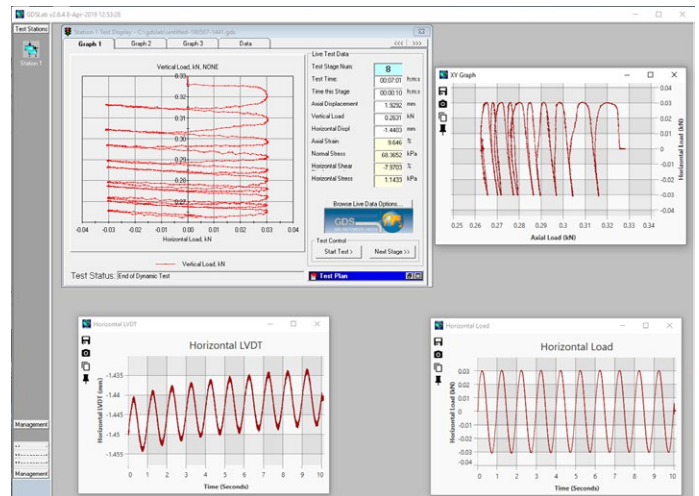 GDSLab v2.8.4.8-Apr-2019 12:53:28
Test Stations
Station 1
Management
Management
Station 1 Test Display - C:\gdslab\untitled-180507-1441.gds
Graph 1
Graph 2
Graph 3
Data
<<<
>>>
Vertical Load, kN, NONE
0.33
0.32
0.30
0.29
0.28
0.27
-0.04
-0.03
-0.02
-0.01
0.00
0.01
0.02
0.03
0.04
Horizontal Load, kN
Vertical Load, kN
Test Status: End of Dynamic Test
Live Test Data
Test Stage Num: 8
Test Time: 00:07:01 h:m:s
Time this Stage 00:00:10 h:m:s
Axial Displacement 1.9292 mm
Vertical Load 0.2631 kN
Horizontal Displ -1.4403 mm
Axial Strain 9.646 %
Normal Stress 68.3652 kPa
Horizontal Shear -7.9703 %
Horizontal Stress 1.1433 kPa
Browse Live Data Options...
GDS
Test Control
Start Test >
Next Stage >>
Test Plan
XY Graph
0.04
0.03
0.02
0.01
0.00
-0.01
-0.02
-0.03
-0.04
Horizontal Load (kN)
0.25 0.26 0.27 0.28 0.29 0.30 0.31 0.32 0.33 0.34
Axial Load (kN)
Horizontal LVDT
Horizontal LVDT
-1.435
-1.44
-1.445
-1.45
-1.455
Horizontal LVDT (mm)
0 1 2 3 4 5 6 7 8 9 10
Time (Seconds)
Horizontal Load
Horizontal Load
0.03
0.02
0.01
0
-0.01
-0.02
-0.03
-0.04
Horizontal Load (kN)
0 1 2 3 4 5 6 7 8 9 10
Time (Seconds)